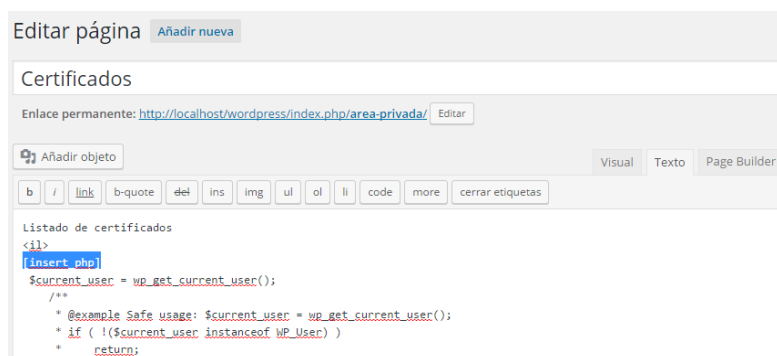 Editar página Añadir nueva
Certificados
Enlace permanente: http://localhost/wordpress/index.php/area-privada/ Editar
Añadir objeto
Visual Texto Page Builder
b i link b-quote del ins img ul ol li code more cerrar etiquetas
Listado de certificados
<il>
[insert_php]
$current_user = wp_get_current_user();
/**
* @example Safe usage: $current_user = wp_get_current_user();
* if ( !($current_user instanceof WP_User) )
* return;